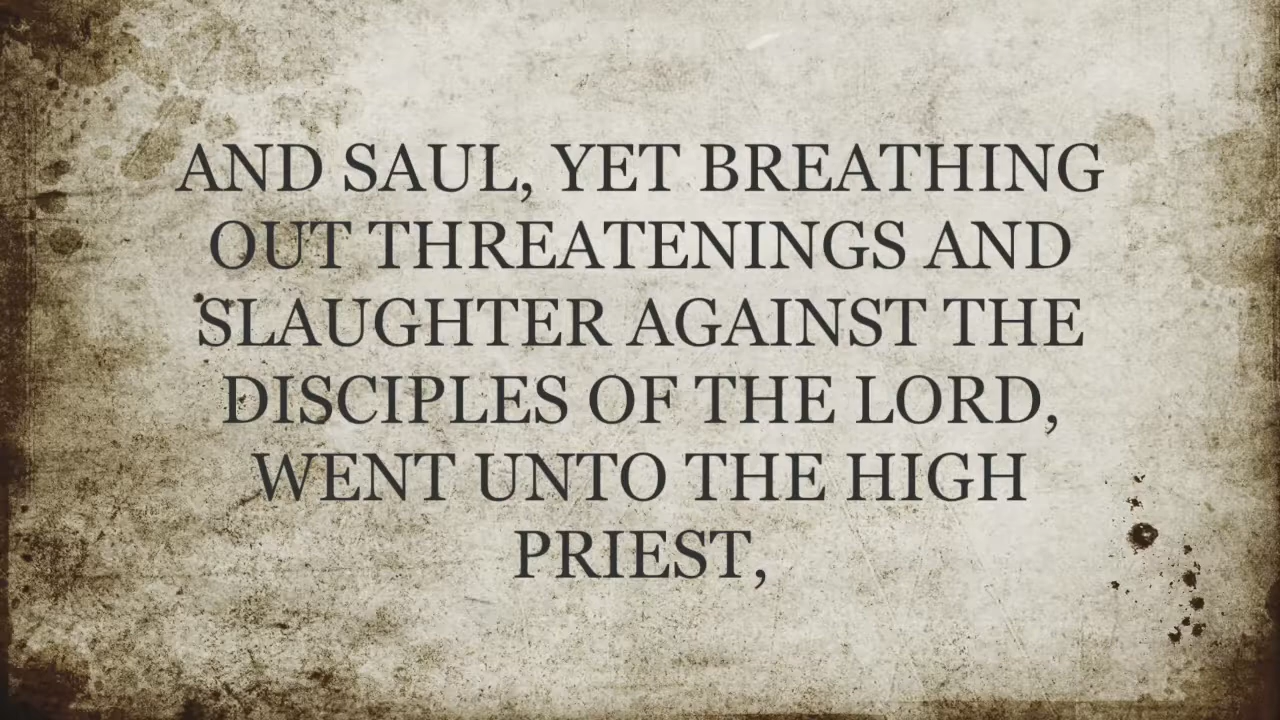 AND SAUL, YET BREATHING
OUT THREATENINGS AND
SLAUGHTER AGAINST THE
DISCIPLES OF THE LORD,
WENT UNTO THE HIGH
PRIEST,